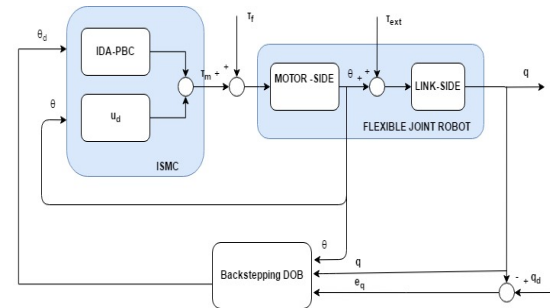 τf
τext
θd
IDA-PBC
τm
+
+
MOTOR -SIDE
θ
+
+
LINK-SIDE
q
θ
ud
FLEXIBLE JOINT ROBOT
ISMC
θ
q
Backstepping DOB
eq
-
+
qd